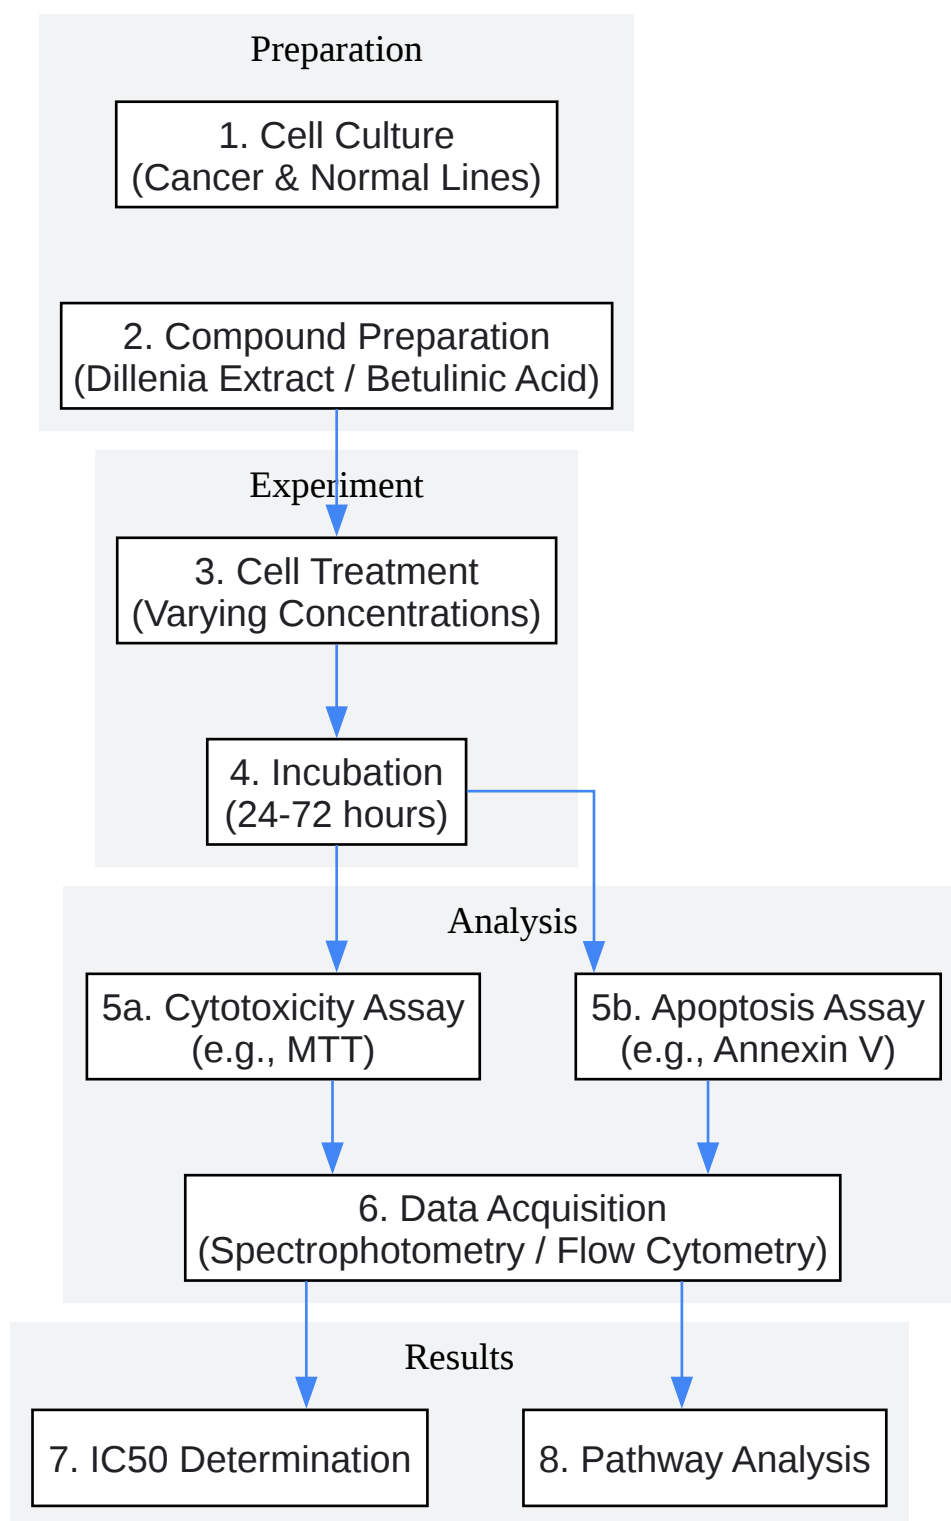 Preparation
1. Cell Culture
(Cancer & Normal Lines)
2. Compound Preparation
(Dillenia Extract / Betulinic Acid)
Experiment
3. Cell Treatment
(Varying Concentrations)
4. Incubation
(24-72 hours)
Analysis
5a. Cytotoxicity Assay
(e.g., MTT)
5b. Apoptosis Assay
(e.g., Annexin V)
6. Data Acquisition
(Spectrophotometry / Flow Cytometry)
Results
7. IC50 Determination
8. Pathway Analysis